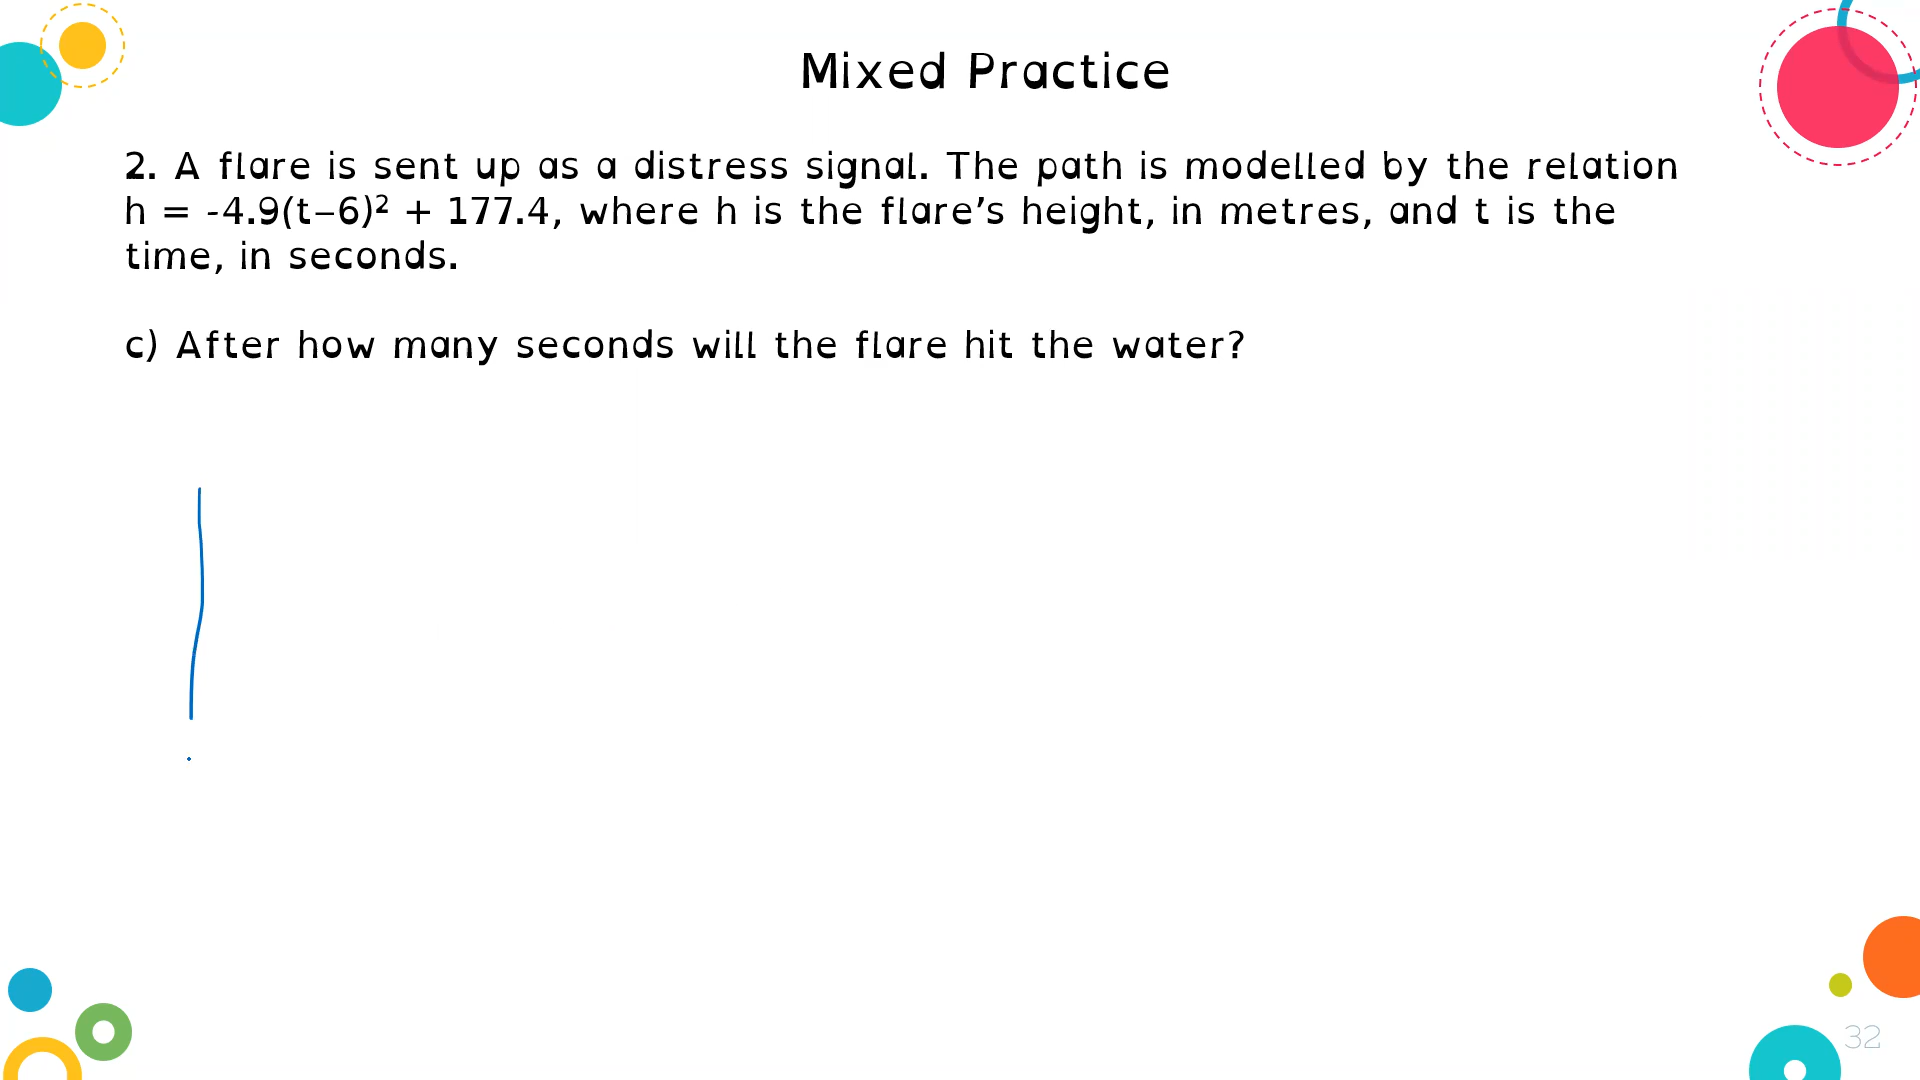 Mixed Practice
2. A flare is sent up as a distress signal. The path is modelled by the relation
h = -4.9(t–6)² + 177.4, where h is the flare’s height, in metres, and t is the
time, in seconds.
c) After how many seconds will the flare hit the water?
32